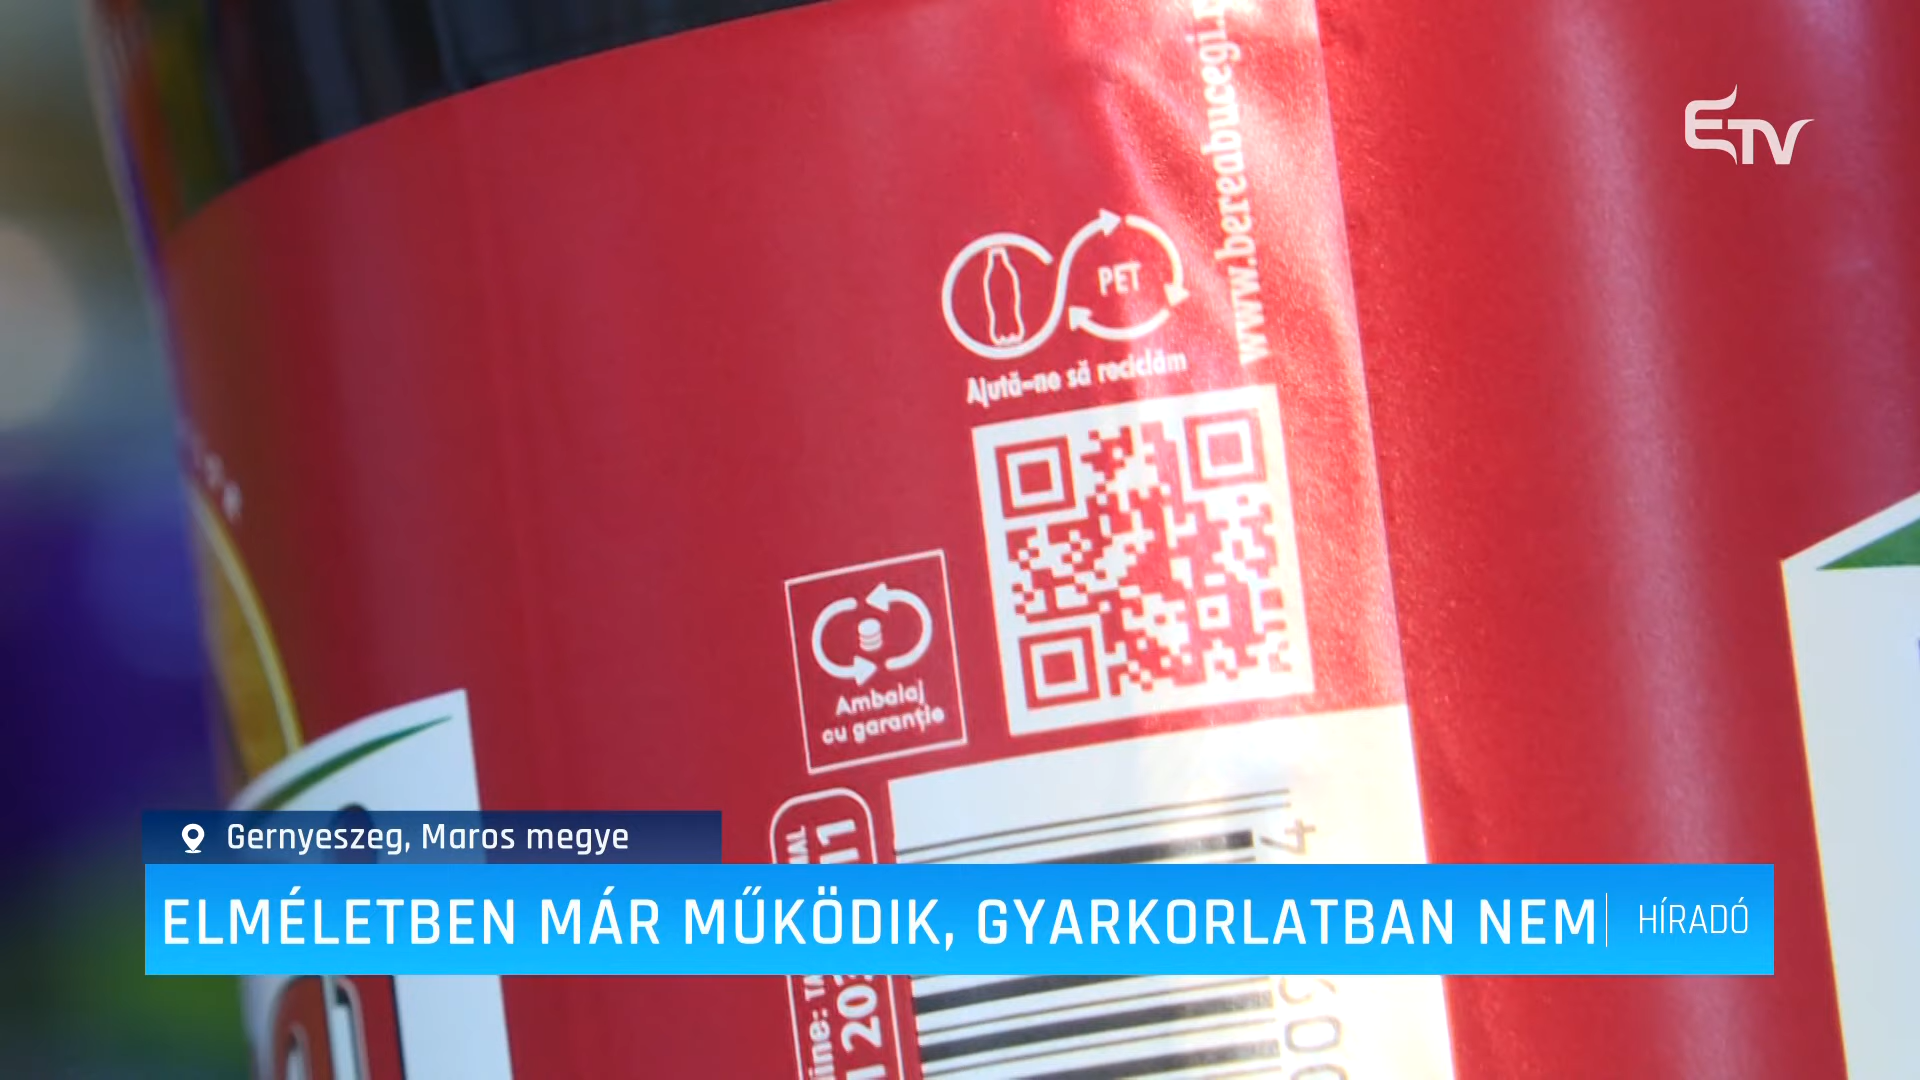 ETV
www.bereabucegi.r
PET
Ajută-ne să reciclăm
Ambalaj
cu garanție
Gernyeszeg, Maros megye
ELMÉLETBEN MÁR MŰKÖDIK, GYARKORLATBAN NEM
HÍRADÓ
4